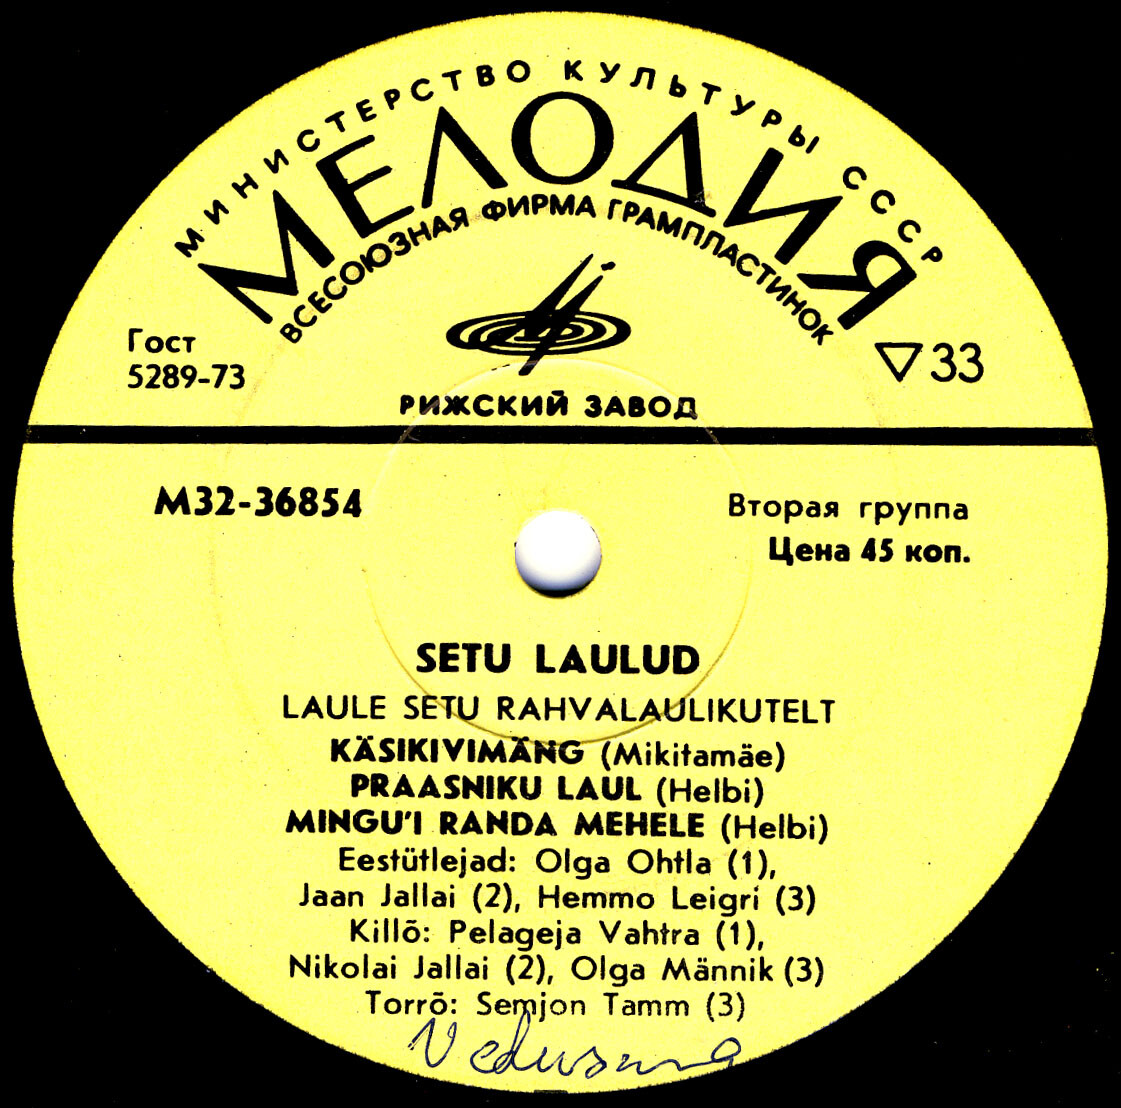 МИНИСТЕРСТВО КУЛЬТУРЫ СССР
МЕЛОДИЯ
ВСЕСОЮЗНАЯ ФИРМА ГРАМПЛАСТИНОК
Гост
5289-73
▽33
РИЖСКИЙ ЗАВОД
М32-36854
Вторая группа
Цена 45 коп.
SETU LAULUD
LAULE SETU RAHVALAULIKUTELT
KÄSIKIVIMÄNG (Mikitamäe)
PRAASNIKU LAUL (Helbi)
MINGU'I RANDA MEHELE (Helbi)
Eestütlejad: Olga Ohtla (1),
Jaan Jallai (2), Hemmo Leigri (3)
Killõ: Pelageja Vahtra (1),
Nikolai Jallai (2), Olga Männik (3)
Torrõ: Semjon Tamm (3)